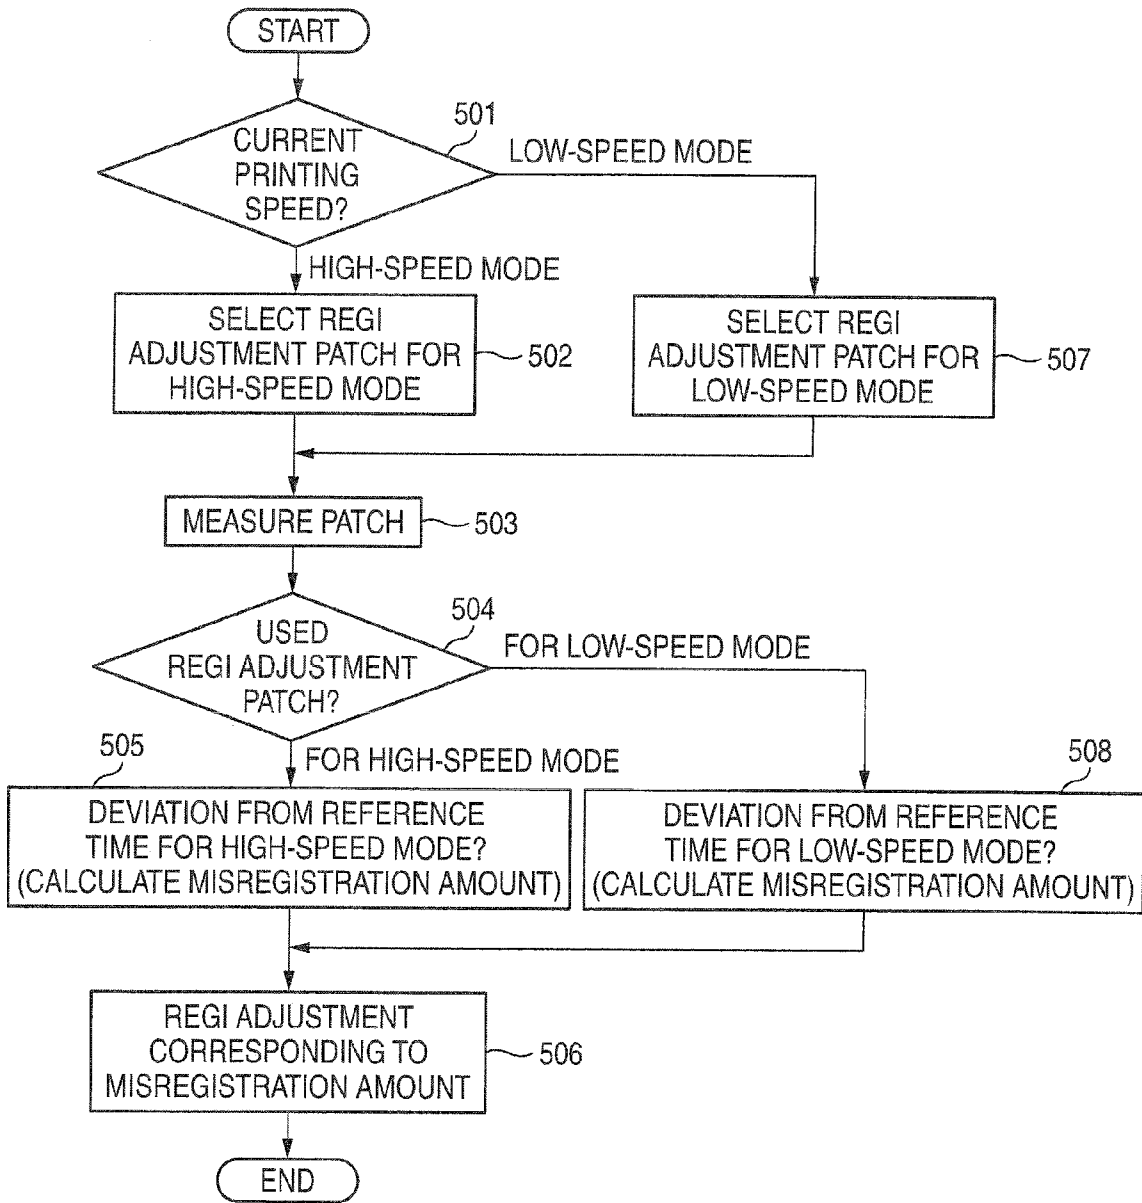 START
501
CURRENT
PRINTING
SPEED?
LOW-SPEED MODE
HIGH-SPEED MODE
SELECT REGI
ADJUSTMENT PATCH FOR
HIGH-SPEED MODE
502
SELECT REGI
ADJUSTMENT PATCH FOR
LOW-SPEED MODE
507
MEASURE PATCH
503
504
USED
REGI ADJUSTMENT
PATCH?
FOR LOW-SPEED MODE
FOR HIGH-SPEED MODE
505
DEVIATION FROM REFERENCE
TIME FOR HIGH-SPEED MODE?
(CALCULATE MISREGISTRATION AMOUNT)
508
DEVIATION FROM REFERENCE
TIME FOR LOW-SPEED MODE?
(CALCULATE MISREGISTRATION AMOUNT)
REGI ADJUSTMENT
CORRESPONDING TO
MISREGISTRATION AMOUNT
506
END